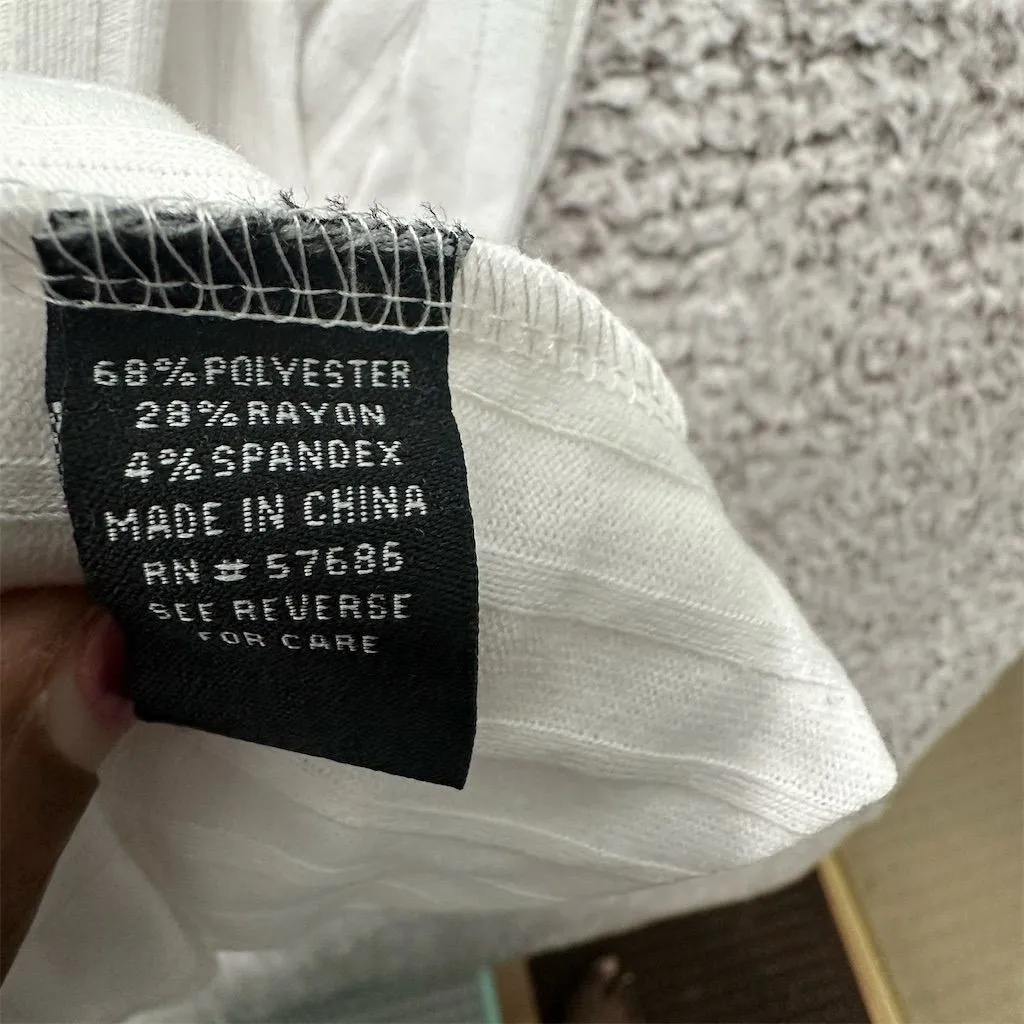 68%POLYESTER
28%RAYON
4%SPANDEX
MADE IN CHINA
RN#57686
SEE REVERSE
FOR CARE